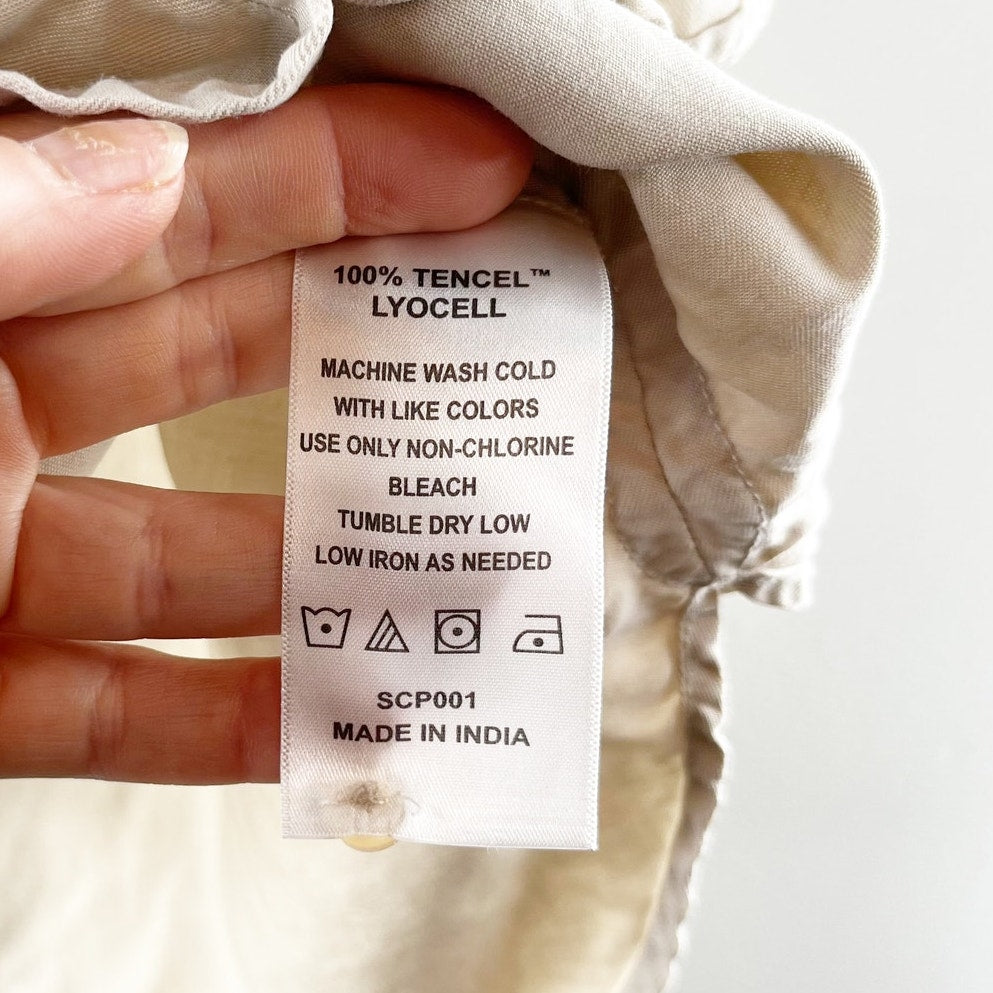 100% TENCEL™
LYOCELL
MACHINE WASH COLD
WITH LIKE COLORS
USE ONLY NON-CHLORINE
BLEACH
TUMBLE DRY LOW
LOW IRON AS NEEDED
SCP001
MADE IN INDIA